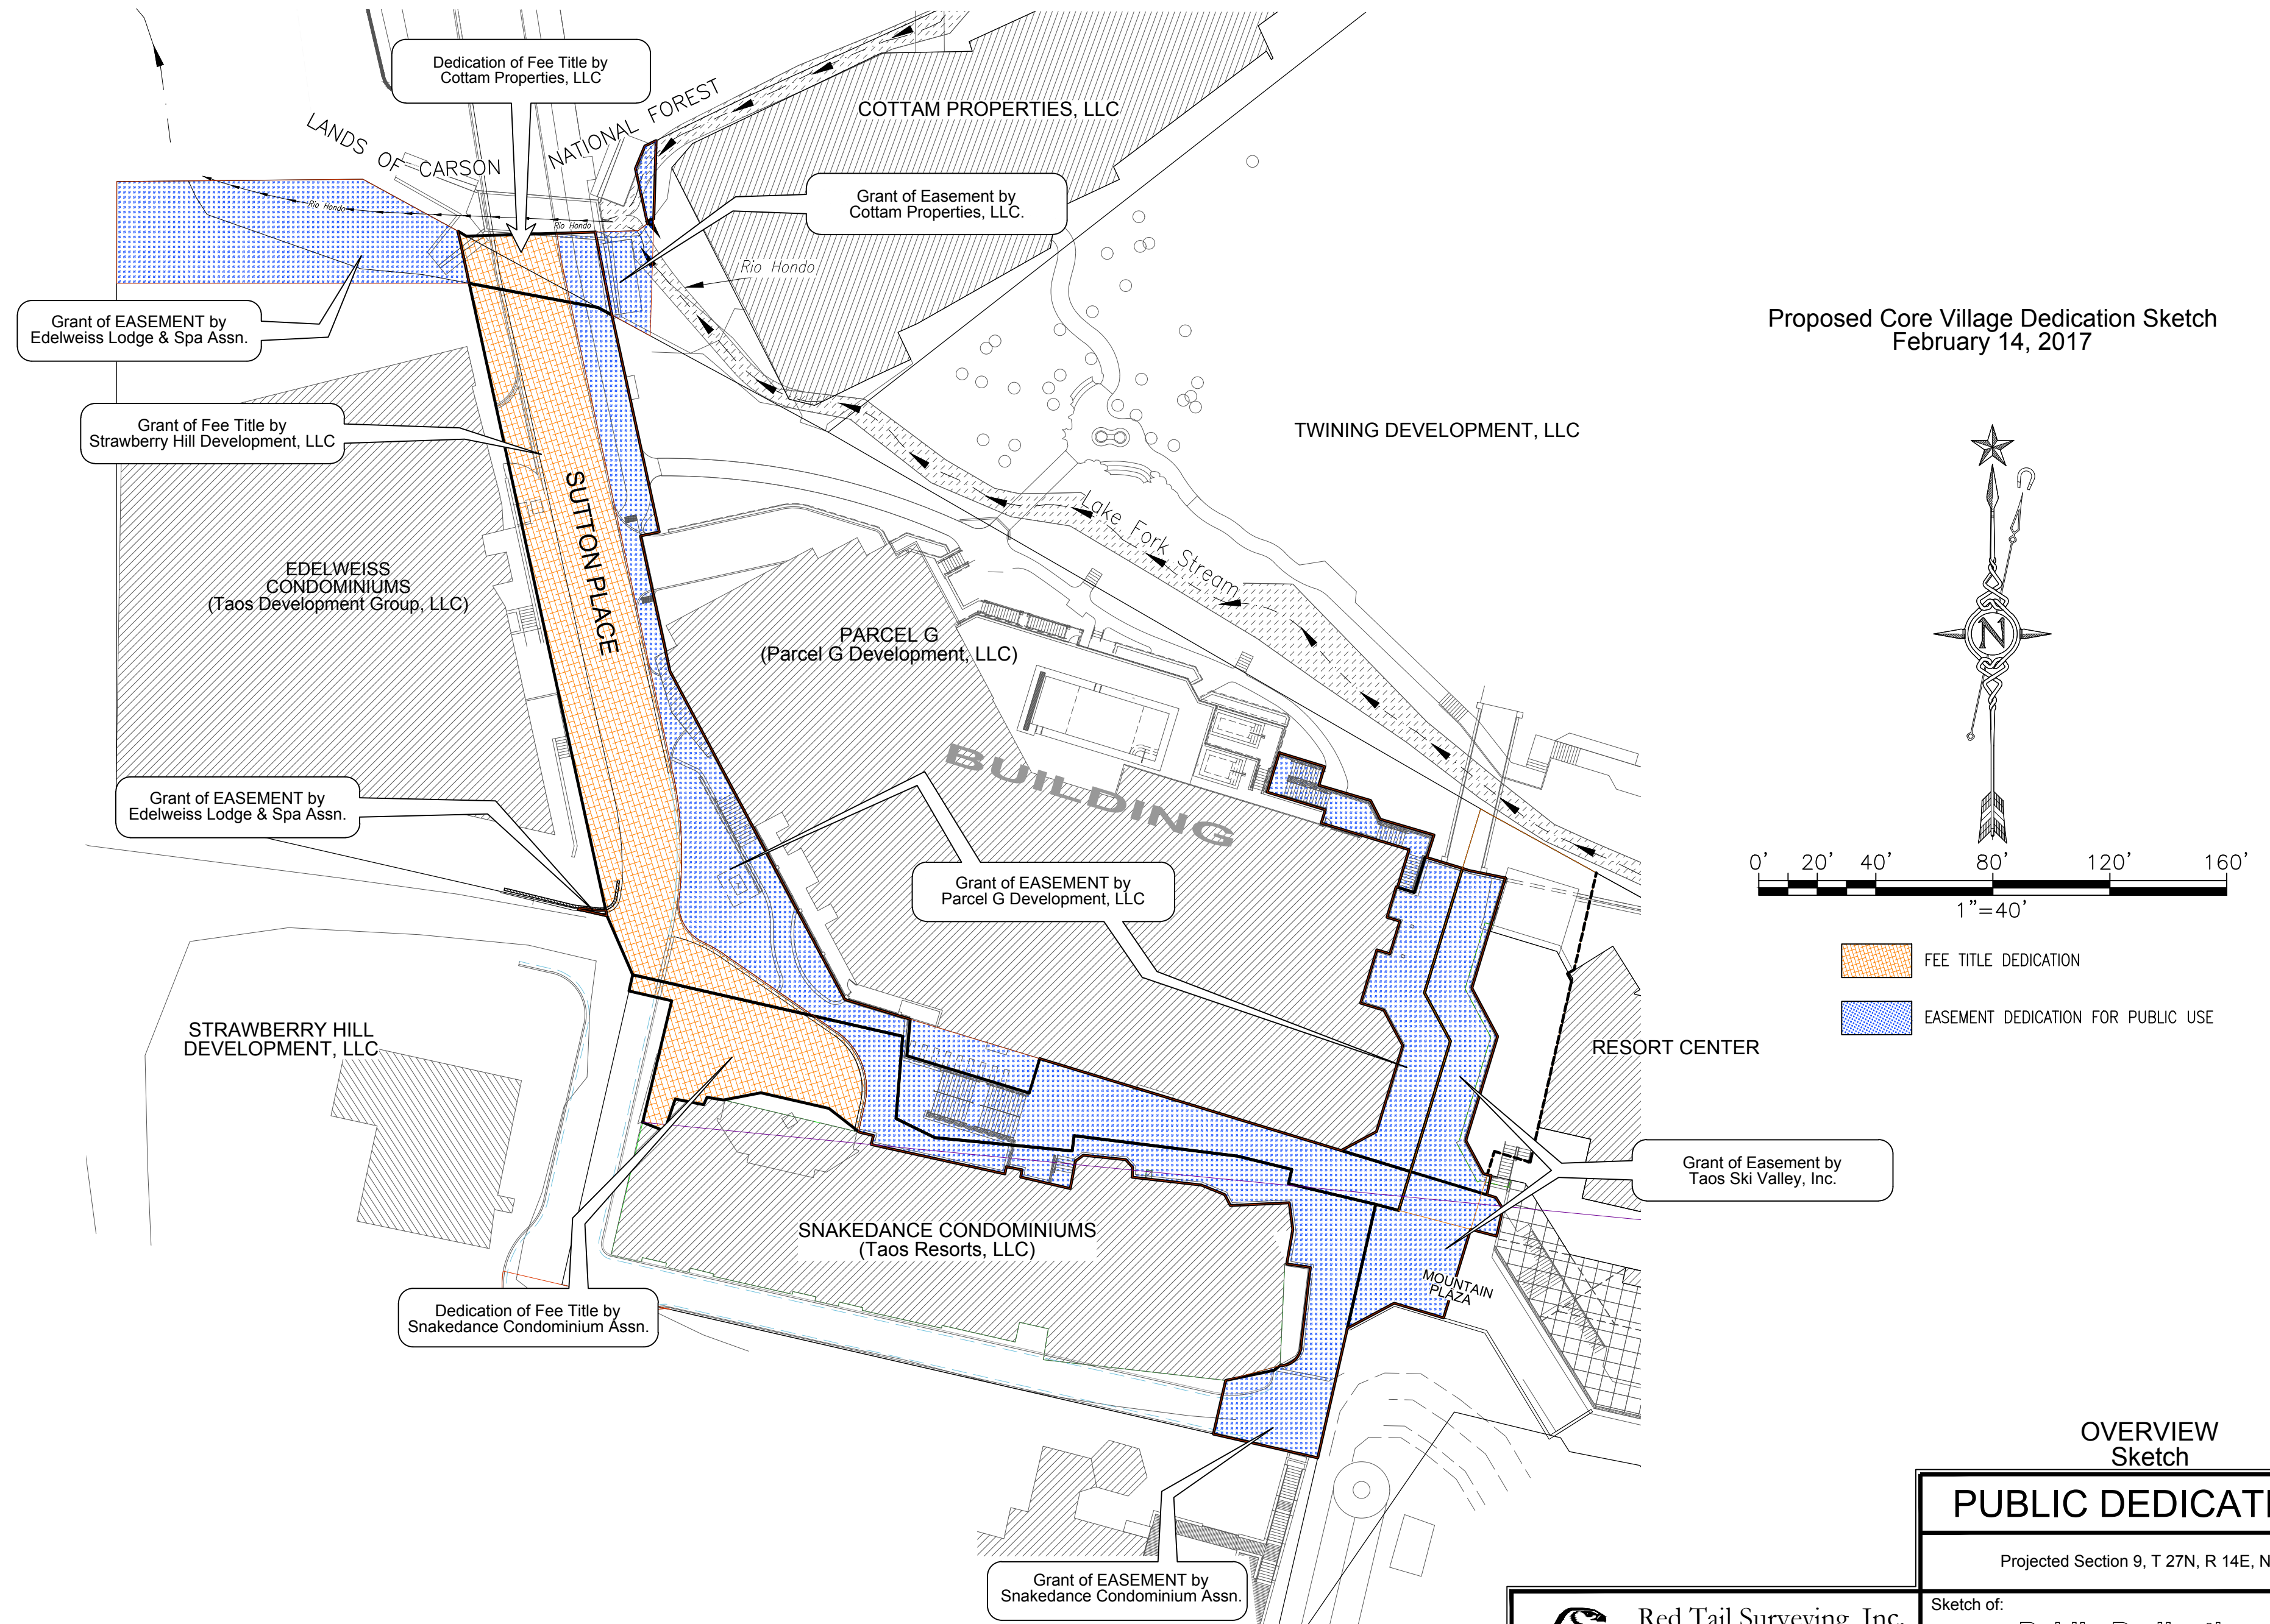 Dedication of Fee Title by
Cottam Properties, LLC
LANDS OF CARSON NATIONAL FOREST
COTTAM PROPERTIES, LLC
Grant of Easement by
Cottam Properties, LLC.
Rio Hondo
Rio Hondo
Rio Hondo
Grant of EASEMENT by
Edelweiss Lodge & Spa Assn.
Proposed Core Village Dedication Sketch
February 14, 2017
Grant of Fee Title by
Strawberry Hill Development, LLC
TWINING DEVELOPMENT, LLC
SUTTON PLACE
Lake Fork Stream
EDELWEISS
CONDOMINIUMS
(Taos Development Group, LLC)
PARCEL G
(Parcel G Development, LLC)
N
BUILDING
Grant of EASEMENT by
Edelweiss Lodge & Spa Assn.
Grant of EASEMENT by
Parcel G Development, LLC
0' 20' 40' 80' 120' 160'
1"=40'
FEE TITLE DEDICATION
EASEMENT DEDICATION FOR PUBLIC USE
STRAWBERRY HILL
DEVELOPMENT, LLC
RESORT CENTER
Grant of Easement by
Taos Ski Valley, Inc.
SNAKEDANCE CONDOMINIUMS
(Taos Resorts, LLC)
MOUNTAIN
PLAZA
Dedication of Fee Title by
Snakedance Condominium Assn.
Grant of EASEMENT by
Snakedance Condominium Assn.
OVERVIEW
Sketch
PUBLIC DEDICATI
Projected Section 9, T 27N, R 14E, N
Sketch of:
Red Tail Surveying, Inc.